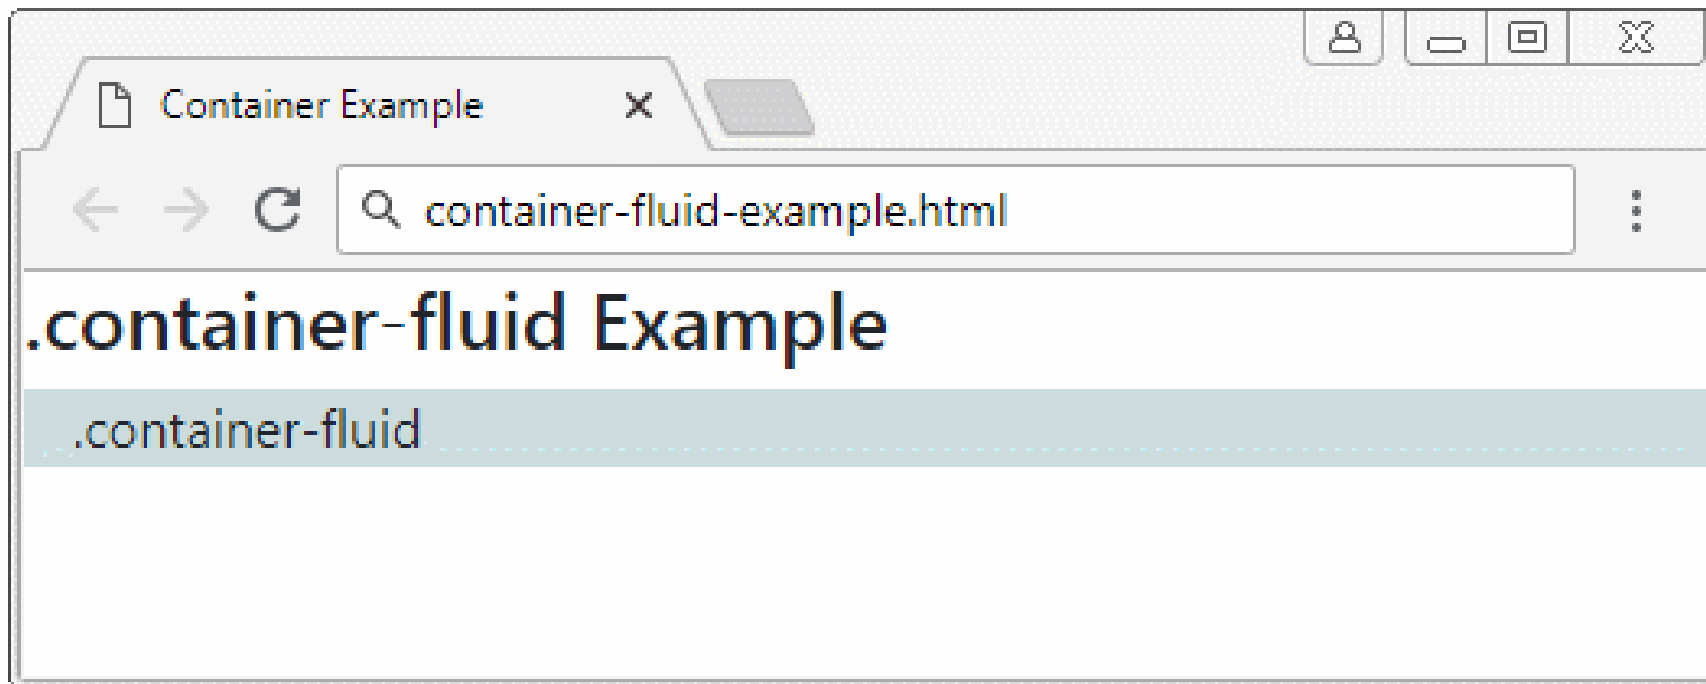 Container Example
container-fluid-example.html
.container-fluid Example
.container-fluid